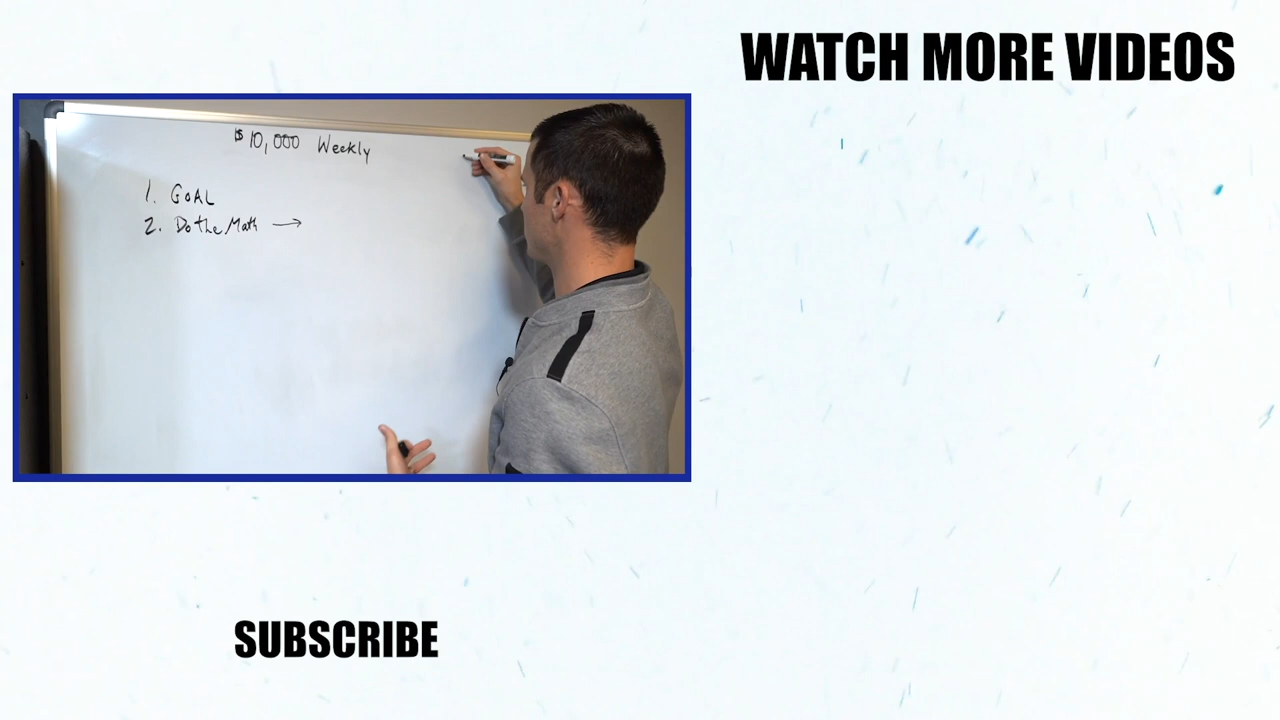 WATCH MORE VIDEOS
$10,000 Weekly
1. GOAL
2. Do the Math →
SUBSCRIBE